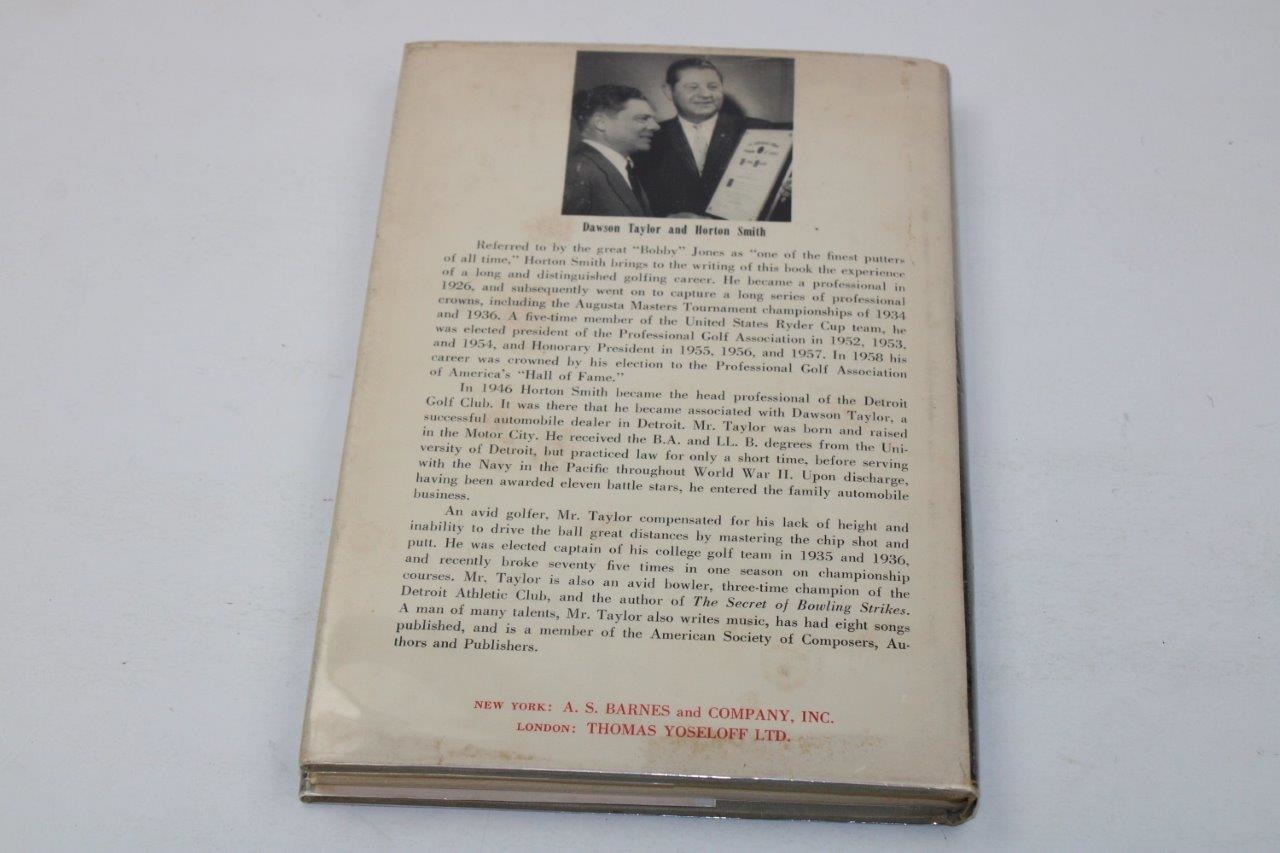 Dawson Taylor and Horton Smith
Referred to by the great "Bobby" Jones as "one of the finest putters
of all time," Horton Smith brings to the writing of this book the experience
of a long and distinguished golfing career. He became a professional in
1926, and subsequently went on to capture a long series of professional
crowns, including the Augusta Masters Tournament championships of 1934
and 1936. A five-time member of the United States Ryder Cup team, he
was elected president of the Professional Golf Association in 1952, 1953,
and 1954, and Honorary President in 1955, 1956, and 1957. In 1958 his
career was crowned by his election to the Professional Golf Association
of America's "Hall of Fame."
In 1946 Horton Smith became the head professional of the Detroit
Golf Club. It was there that he became associated with Dawson Taylor, a
successful automobile dealer in Detroit. Mr. Taylor was born and raised
in the Motor City. He received the B.A. and LL. B. degrees from the Uni-
versity of Detroit, but practiced law for only a short time, before serving
with the Navy in the Pacific throughout World War II. Upon discharge,
having been awarded eleven battle stars, he entered the family automobile
business.
An avid golfer, Mr. Taylor compensated for his lack of height and
inability to drive the ball great distances by mastering the chip shot and
putt. He was elected captain of his college golf team in 1935 and 1936,
and recently broke seventy five times in one season on championship
courses. Mr. Taylor is also an avid bowler, three-time champion of the
Detroit Athletic Club, and the author of The Secret of Bowling Strikes.
A man of many talents, Mr. Taylor also writes music, has had eight songs
published, and is a member of the American Society of Composers, Au-
thors and Publishers.
NEW YORK: A. S. BARNES and COMPANY, INC.
LONDON: THOMAS YOSELOFF LTD.